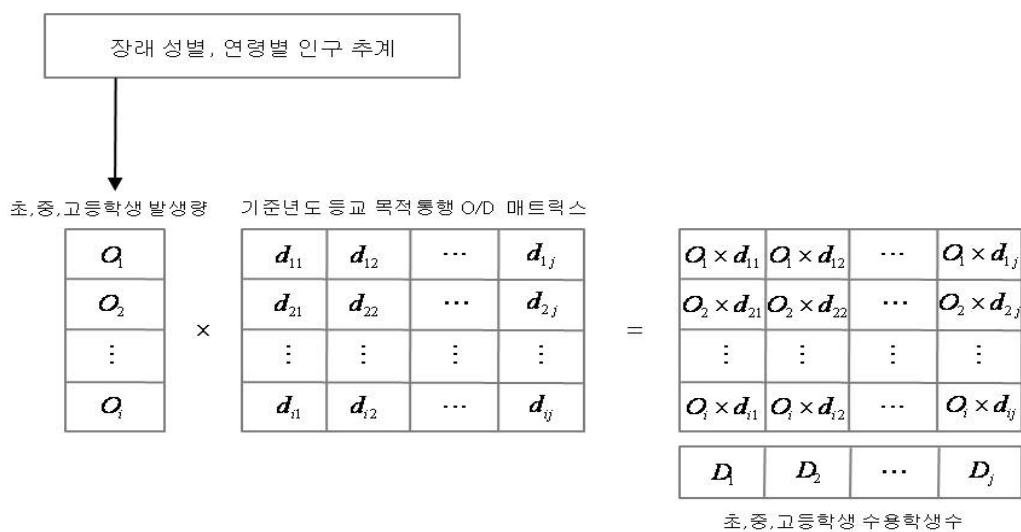 장래 성별, 연령별 인구 추계
초,중,고등학생 발생량 기준년도 등교 목적통행 O/D 매트릭스
O₁ d₁₁ d₁₂ ⋯ d₁ⱼ O₁ × d₁₁ O₁ × d₁₂ ⋯ O₁ × d₁ⱼ
O₂ × d₂₁ d₂₂ ⋯ d₂ⱼ = O₂ × d₂₁ O₂ × d₂₂ ⋯ O₂ × d₂ⱼ
⋮ ⋮ ⋮ ⋯ ⋮ ⋮ ⋮ ⋯ ⋮
Oᵢ dᵢ₁ dᵢ₂ ⋯ dᵢⱼ Oᵢ × dᵢ₁ Oᵢ × dᵢ₂ ⋯ Oᵢ × dᵢⱼ
D₁ D₂ ⋯ Dⱼ
초,중,고등학생 수용학생수